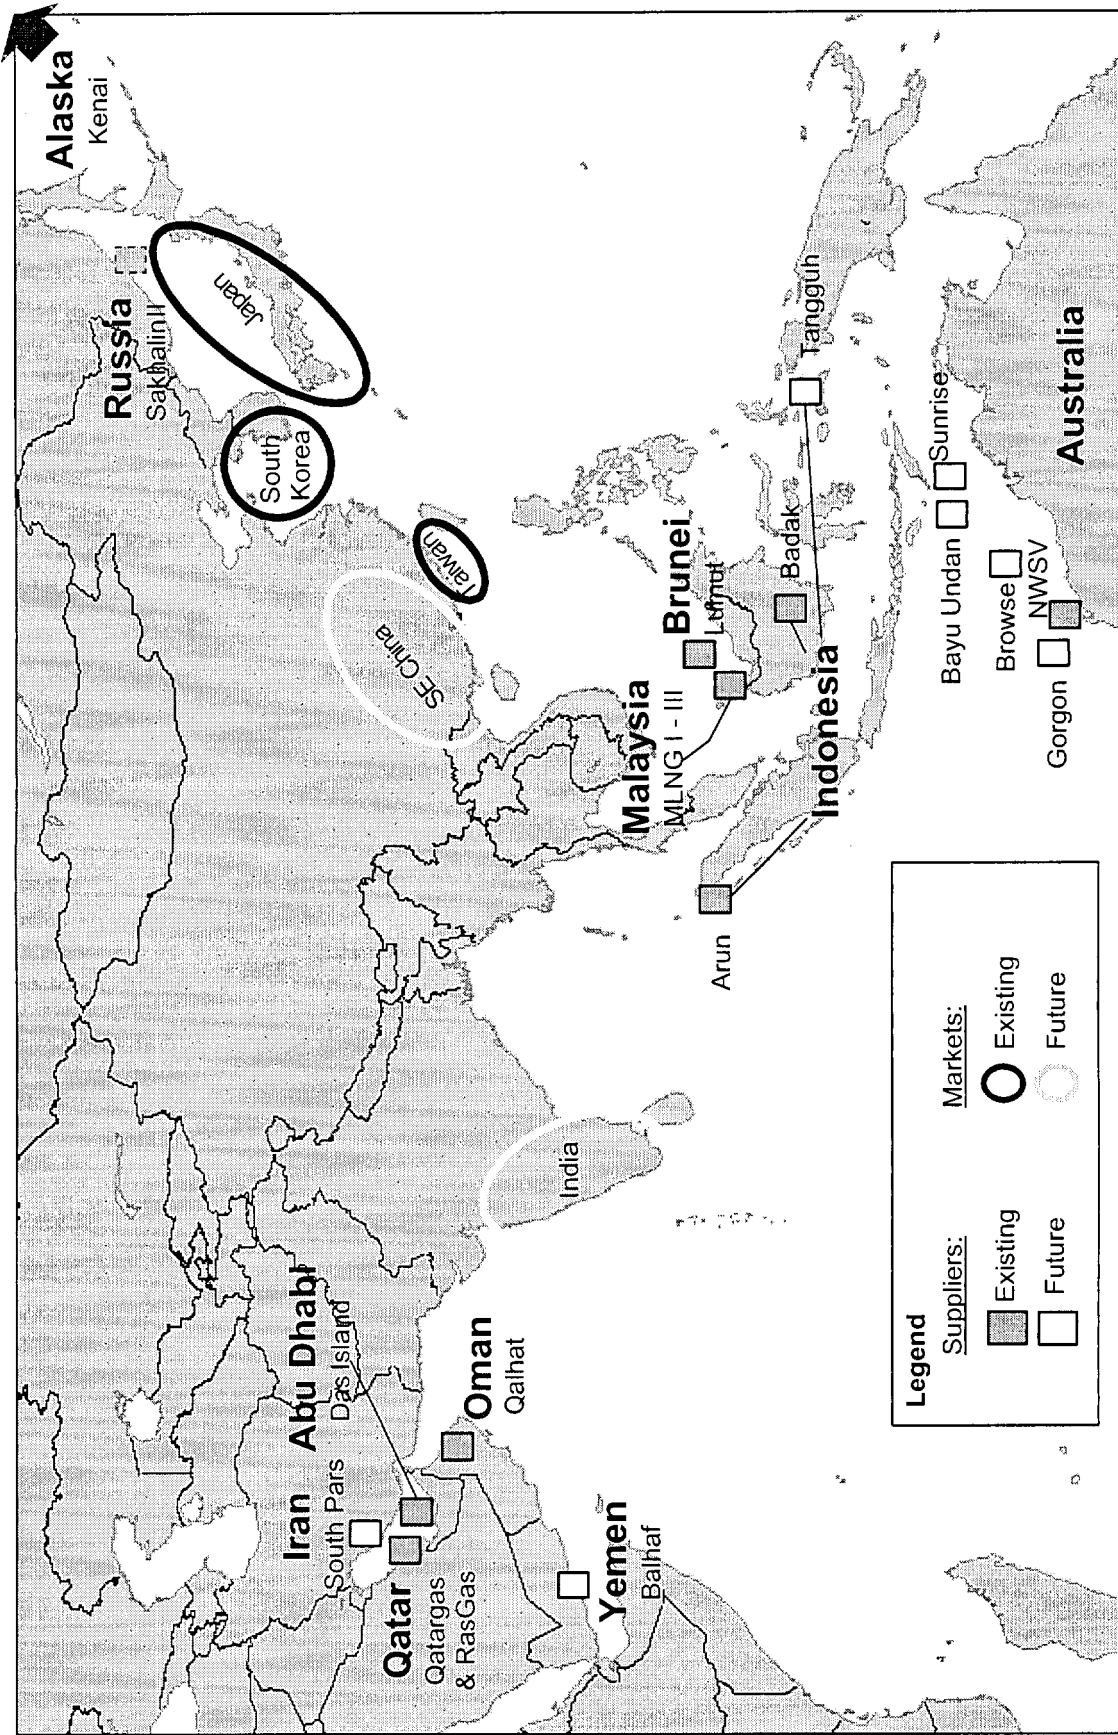 Alaska
Kenai
Russia
SakhalinII
Japan
South
Korea
Taiwan
SE China
India
Iran
South Pars
Abu Dhabi
Das Island
Qatar
Qatargas
& RasGas
Oman
Qalhat
Yemen
Balhaf
Malaysia
MLNG I - III
Brunei
Lumut
Badak
Tangguh
Indonesia
Arun
Bayu Undan
Sunrise
Browse
NWSV
Gorgon
Australia
Legend
Suppliers:
Existing
Future
Markets:
Existing
Future